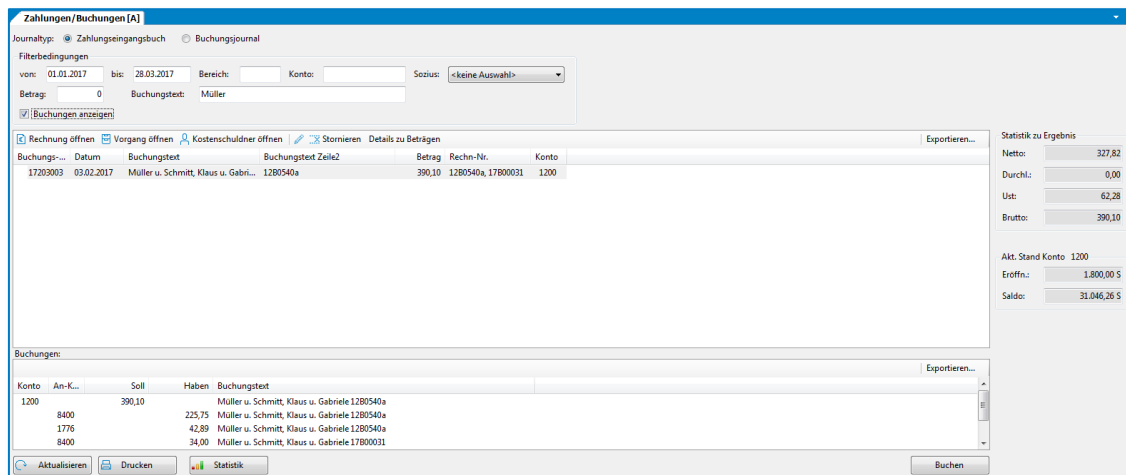 Zahlungen/Buchungen [A]
Journaltyp: Zahlungseingangsbuch Buchungsjournal
Filterbedingungen
von: 01.01.2017 bis: 28.03.2017 Bereich: Konto: Sozius: <keine Auswahl>
Betrag: 0 Buchungstext: Müller
Buchungen anzeigen
Rechnung öffnen Vorgang öffnen Kostenschuldner öffnen Stornieren Details zu Beträgen Exportieren...
Buchungs-... Datum Buchungstext Buchungstext Zeile2 Betrag Rechn-Nr. Konto
17203003 03.02.2017 Müller u. Schmitt, Klaus u. Gabri... 12B0540a 390,10 12B0540a, 17B00031 1200
Statistik zu Ergebnis
Netto: 327,82
Durchl.: 0,00
Ust: 62,28
Brutto: 390,10
Akt. Stand Konto 1200
Eröffn.: 1.800,00 S
Saldo: 31.046,26 S
Buchungen:
Exportieren...
Konto An-K... Soll Haben Buchungstext
1200 390,10 Müller u. Schmitt, Klaus u. Gabriele 12B0540a
8400 225,75 Müller u. Schmitt, Klaus u. Gabriele 12B0540a
1776 42,89 Müller u. Schmitt, Klaus u. Gabriele 12B0540a
8400 34,00 Müller u. Schmitt, Klaus u. Gabriele 17B00031
Aktualisieren Drucken Statistik Buchen